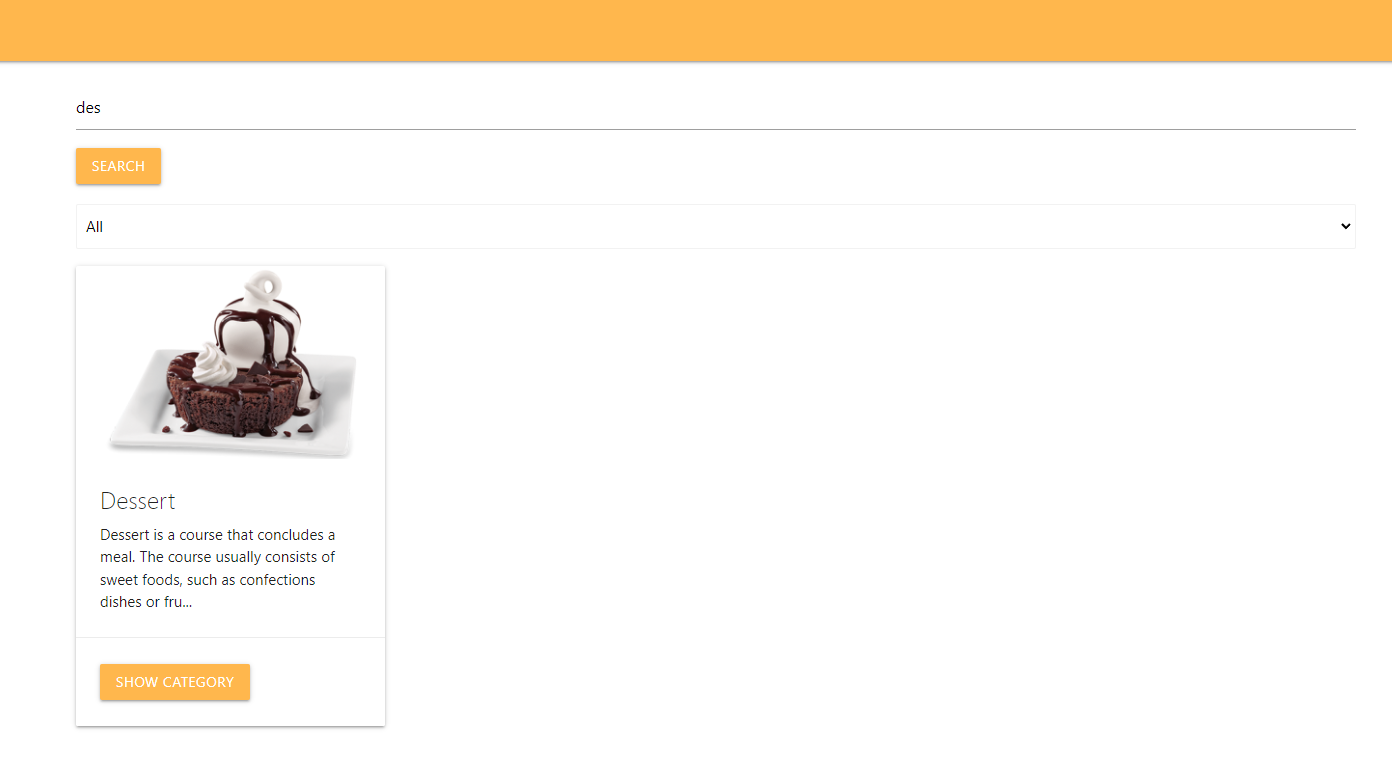 des
SEARCH
All
Dessert
Dessert is a course that concludes a
meal. The course usually consists of
sweet foods, such as confections
dishes or fru...
SHOW CATEGORY